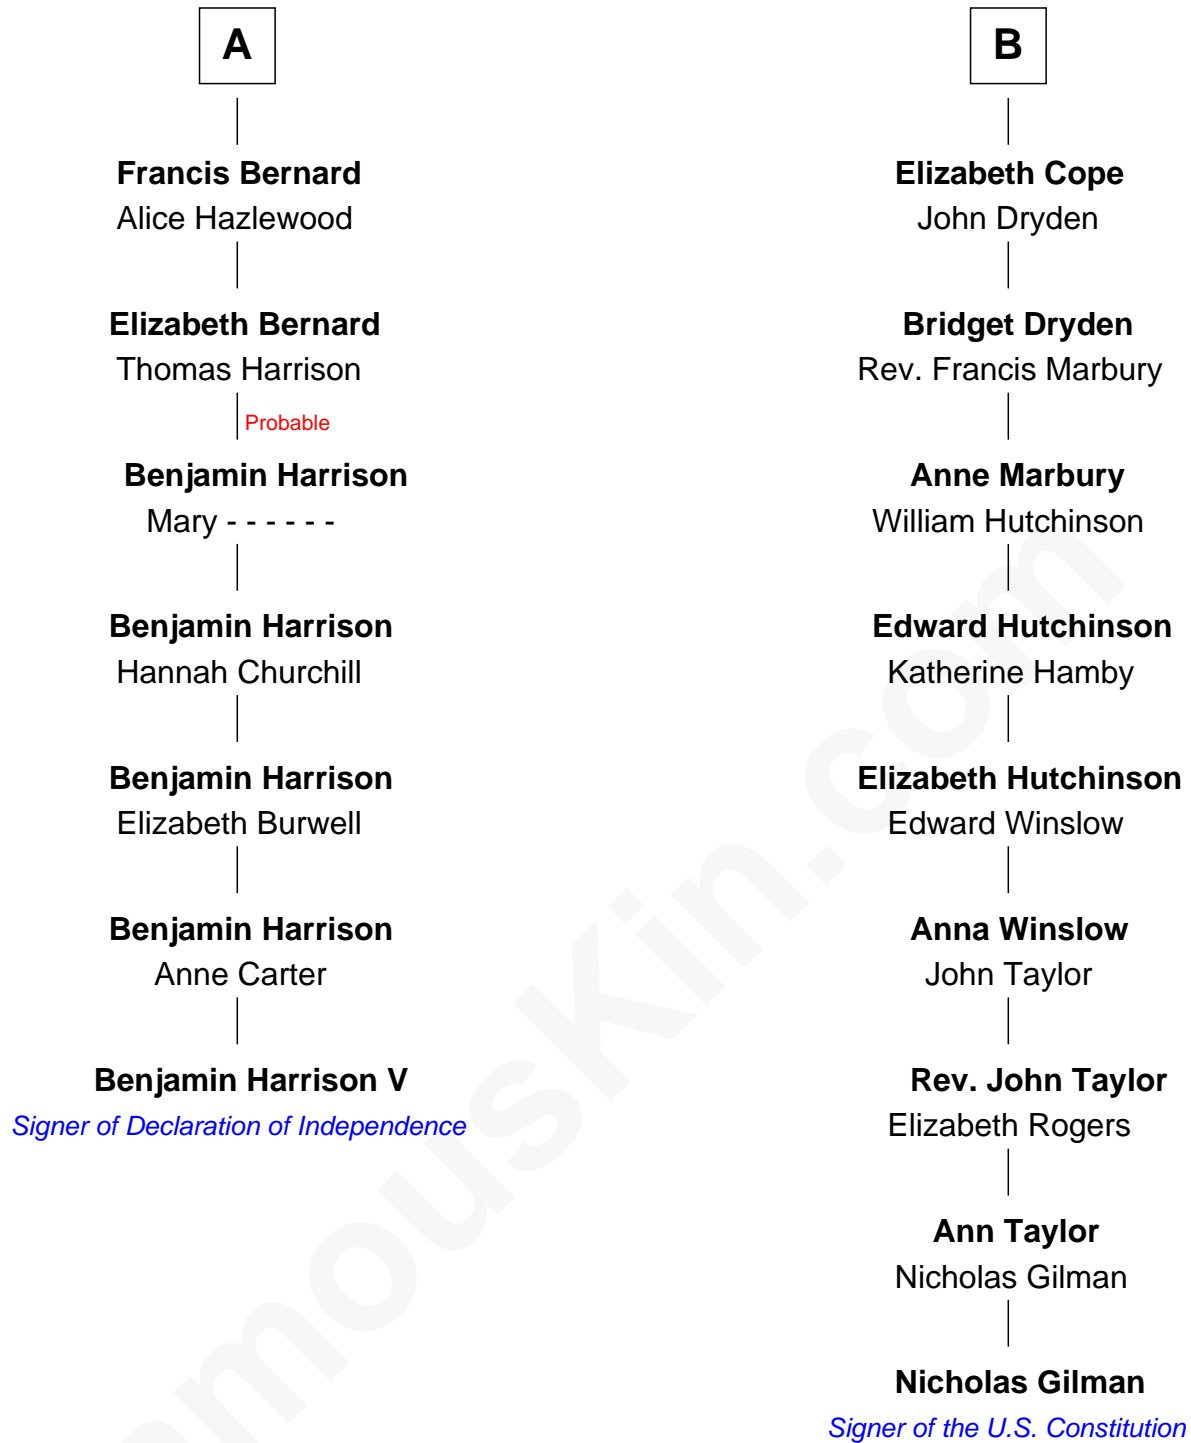 A
Francis Bernard
Alice Hazlewood
Elizabeth Bernard
Thomas Harrison
Probable
Benjamin Harrison
Mary - - - - - -
Benjamin Harrison
Hannah Churchill
Benjamin Harrison
Elizabeth Burwell
Benjamin Harrison
Anne Carter
Benjamin Harrison V
Signer of Declaration of Independence
B
Elizabeth Cope
John Dryden
Bridget Dryden
Rev. Francis Marbury
Anne Marbury
William Hutchinson
Edward Hutchinson
Katherine Hamby
Elizabeth Hutchinson
Edward Winslow
Anna Winslow
John Taylor
Rev. John Taylor
Elizabeth Rogers
Ann Taylor
Nicholas Gilman
Nicholas Gilman
Signer of the U.S. Constitution
amouskin.com